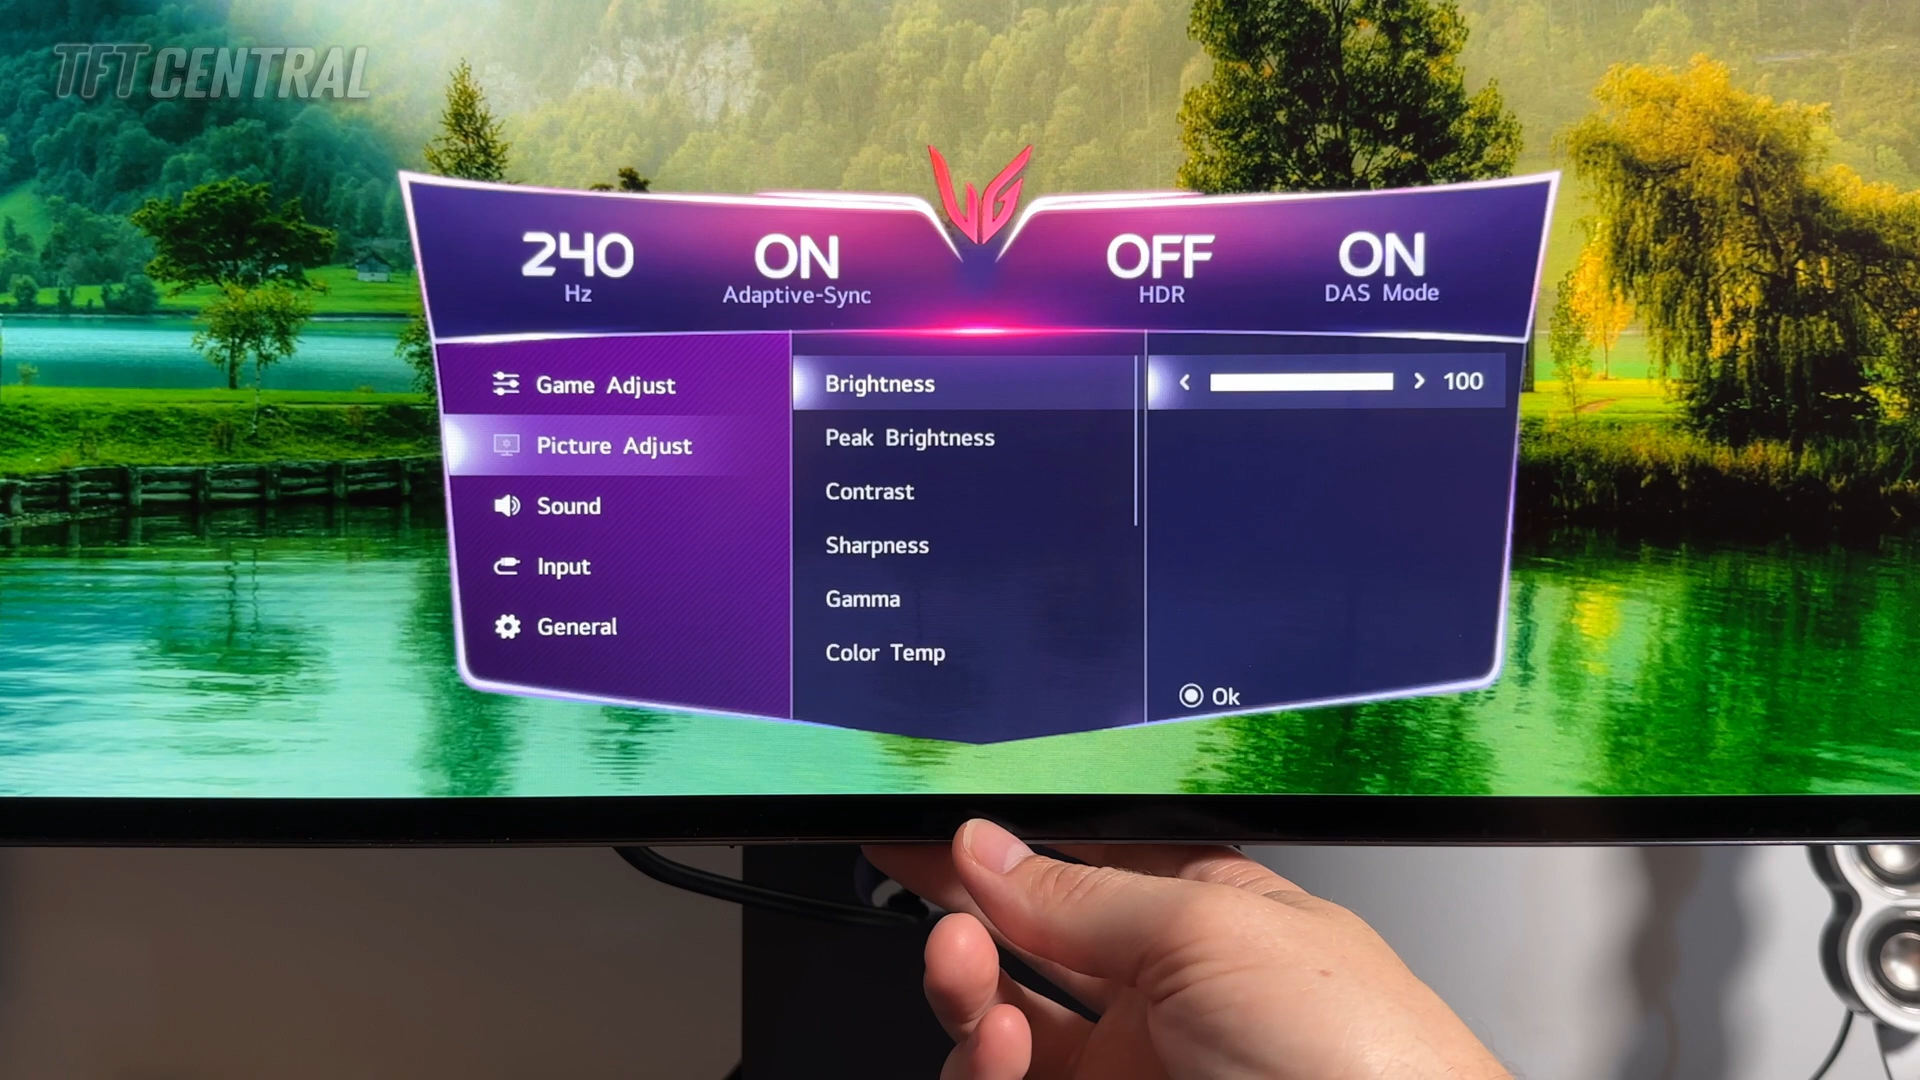 TFT CENTRAL
240
Hz
ON
Adaptive-Sync
OFF
HDR
ON
DAS Mode
Game Adjust
Picture Adjust
Sound
Input
General
Brightness
Peak Brightness
Contrast
Sharpness
Gamma
Color Temp
100
Ok